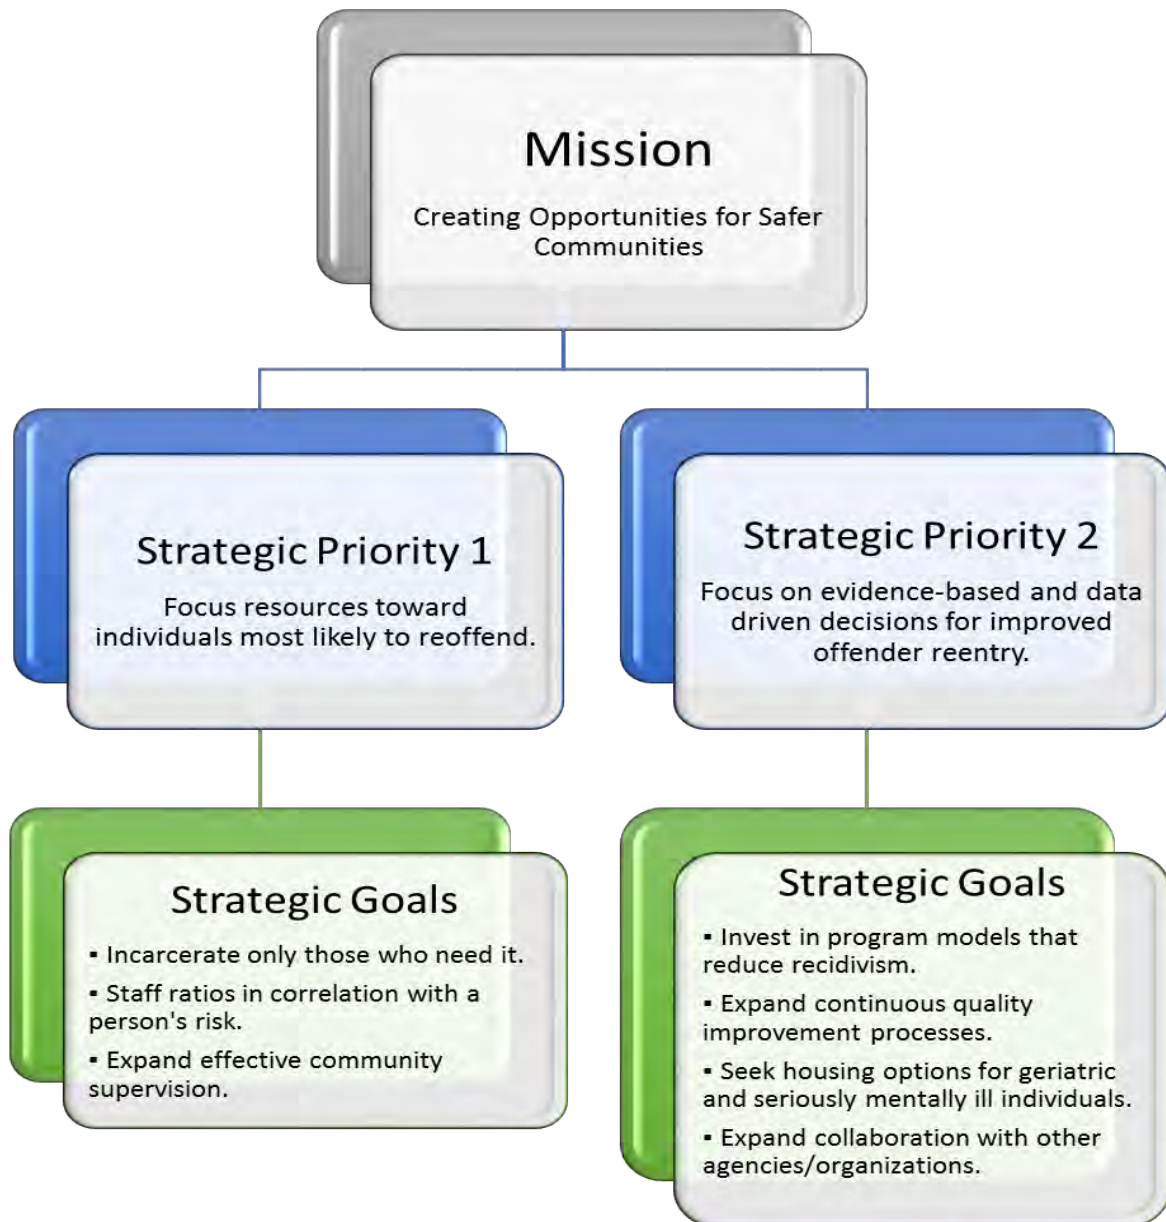 Mission
Creating Opportunities for Safer
Communities
Strategic Priority 1
Focus resources toward
individuals most likely to reoffend.
Strategic Priority 2
Focus on evidence-based and data
driven decisions for improved
offender reentry.
Strategic Goals
▪ Incarcerate only those who need it.
▪ Staff ratios in correlation with a
person's risk.
▪ Expand effective community
supervision.
Strategic Goals
▪ Invest in program models that
reduce recidivism.
▪ Expand continuous quality
improvement processes.
▪ Seek housing options for geriatric
and seriously mentally ill individuals.
▪ Expand collaboration with other
agencies/organizations.